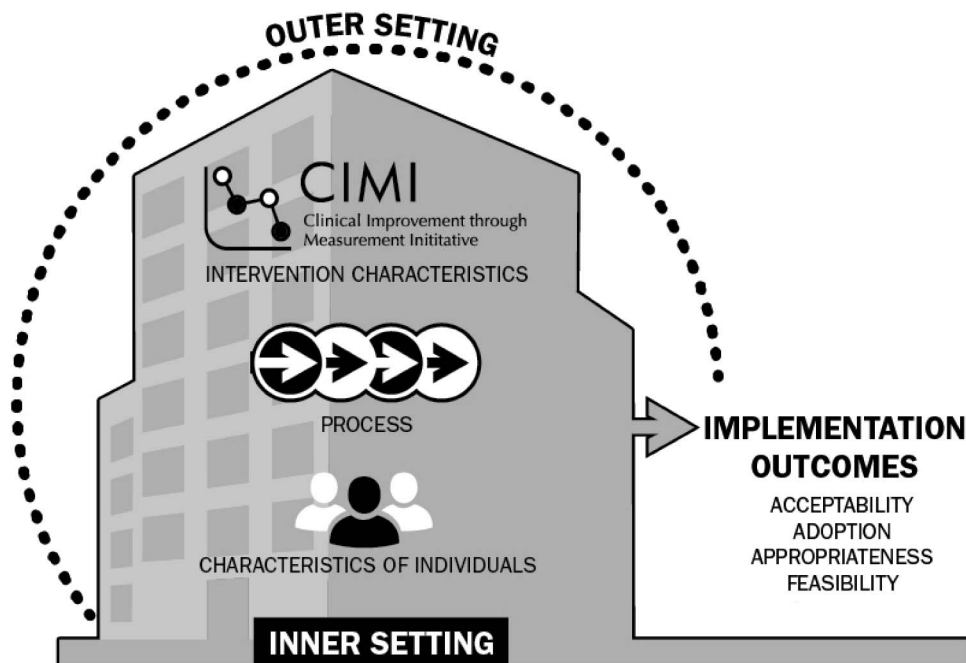 OUTER SETTING
CIMI
Clinical Improvement through
Measurement Inititative
INTERVENTION CHARACTERISTICS
PROCESS
CHARACTERISTICS OF INDIVIDUALS
INNER SETTING
IMPLEMENTATION
OUTCOMES
ACCEPTABILITY
ADOPTION
APPROPRIATENESS
FEASIBILITY